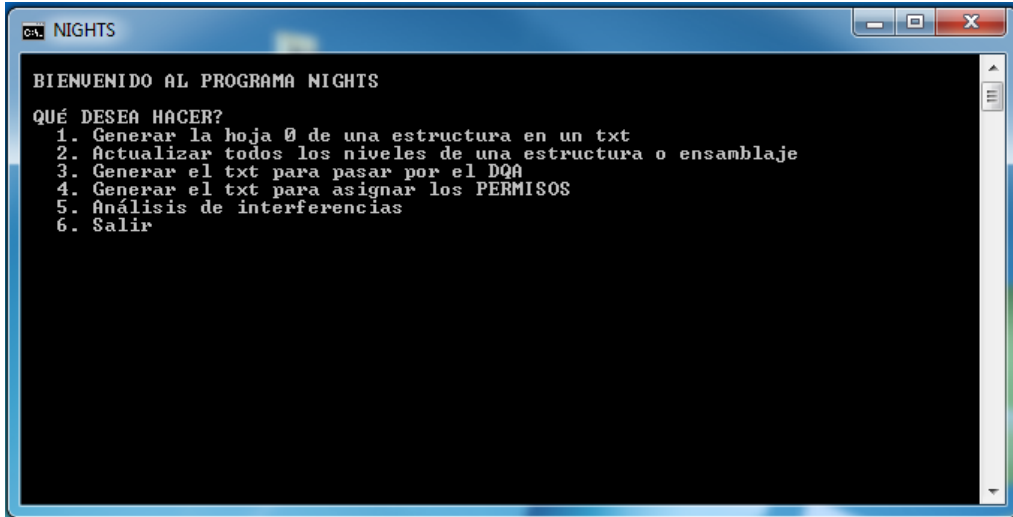 NIGHTS
BIENVENIDO AL PROGRAMA NIGHTS
QUÉ DESEA HACER?
1. Generar la hoja 0 de una estructura en un txt
2. Actualizar todos los niveles de una estructura o ensamblaje
3. Generar el txt para pasar por el DQA
4. Generar el txt para asignar los PERMISOS
5. Análisis de interferencias
6. Salir